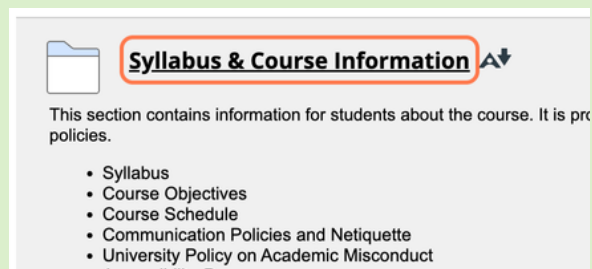 Syllabus & Course Information
This section contains information for students about the course. It is
policies.
• Syllabus
• Course Objectives
• Course Schedule
• Communication Policies and Netiquette
• University Policy on Academic Misconduct